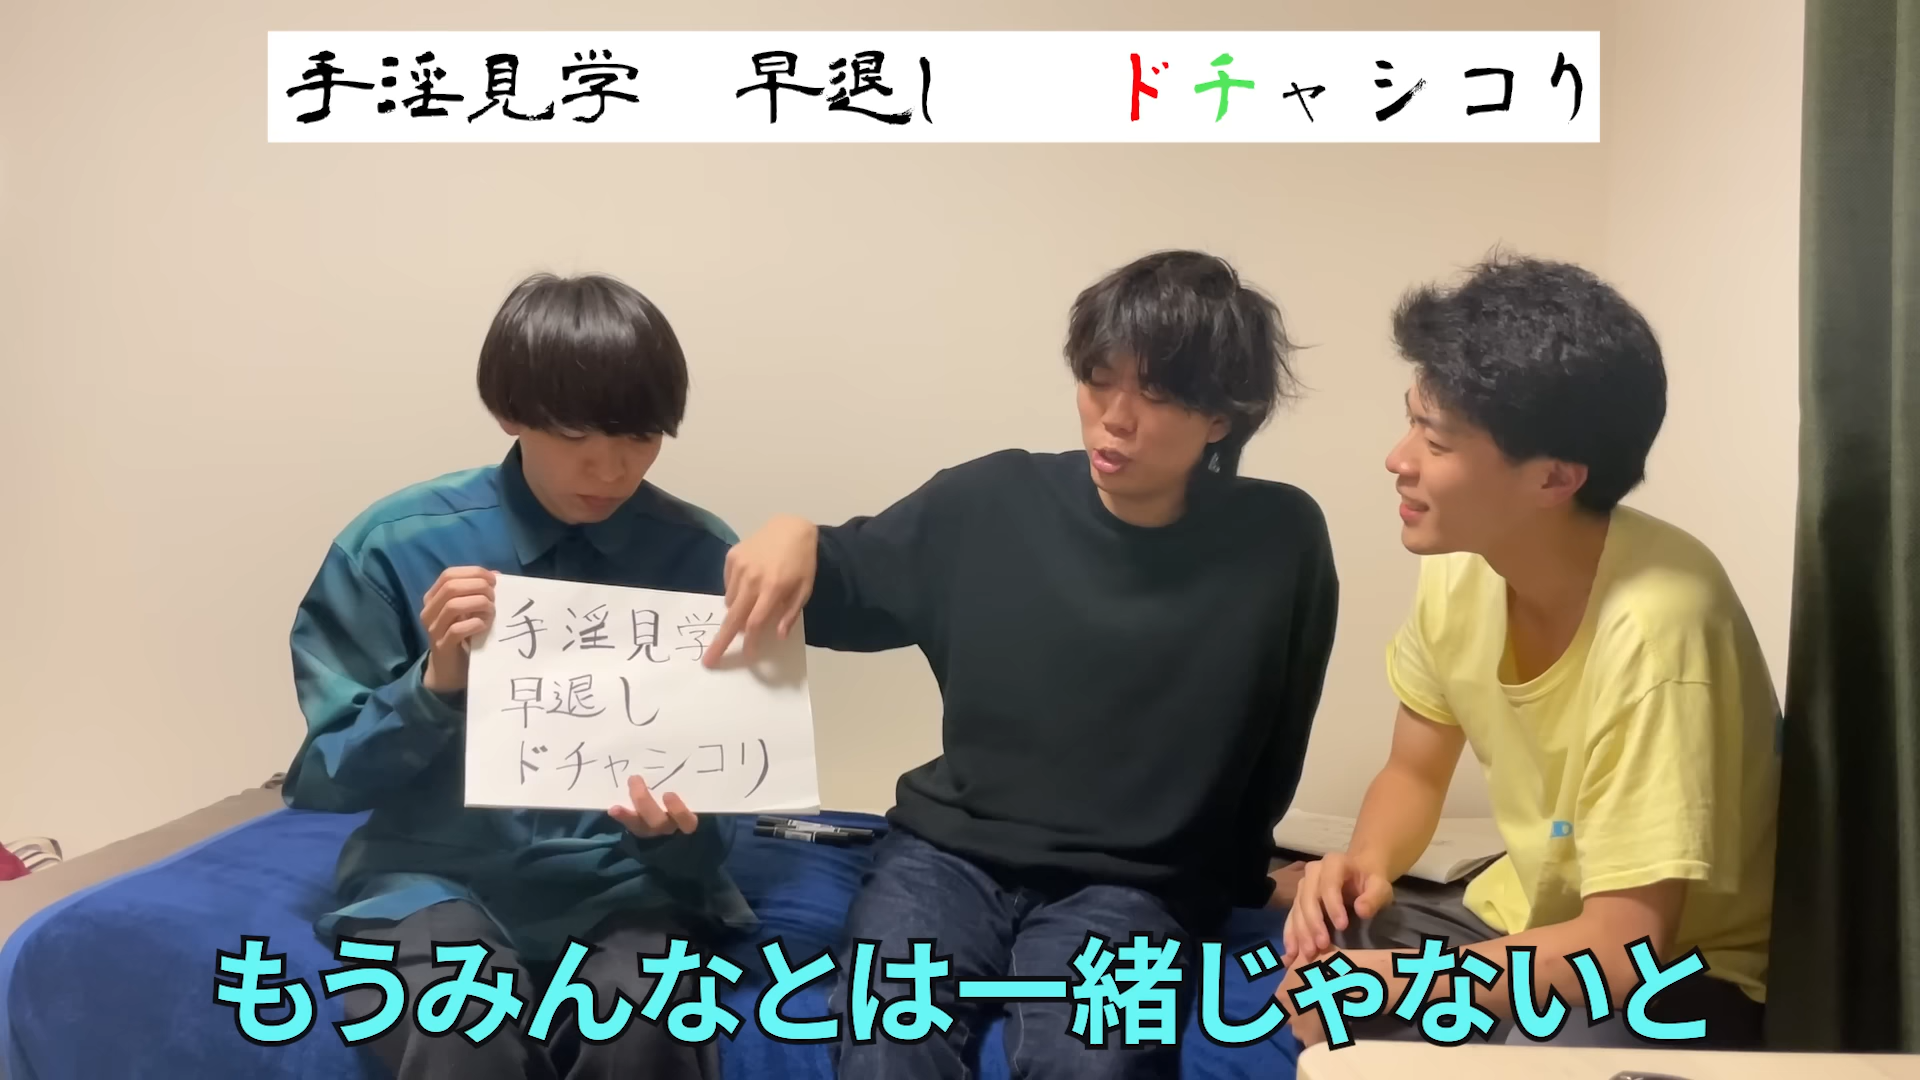 手淫見学　早退し　ドチャシコリ
手淫見学
早退し
ドチャシコリ
もうみんなとは一緒じゃないと